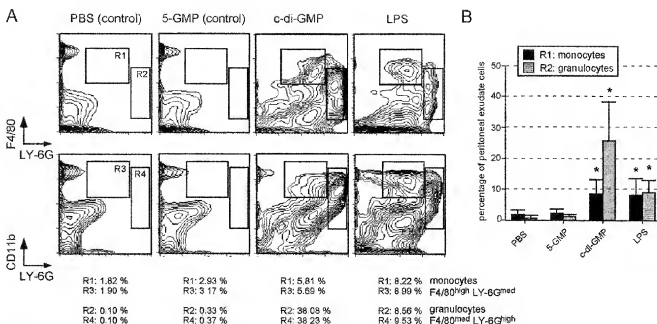 A
PBS (control) 5-GMP (control) c-di-GMP LPS
R1
R2
F4/80
LY-6G
R3
R4
CD11b
LY-6G
R1: 1.82 % R1: 2.93 % R1: 5.81 % R1: 8.22 % monocytes
R3: 1.90 % R3: 3.17 % R3: 5.69 % R3: 8.99 % F4/80high LY-6Gmed
R2: 0.10 % R2: 0.33 % R2: 36.08 % R2: 8.56 % granulocytes
R4: 0.10 % R4: 0.37 % R4: 38.23 % R4: 9.53 % F4/80med LY-6Ghigh
B
percentage of peritoneal exudate cells
50
40
30
20
10
0
R1: monocytes
R2: granulocytes
* * * *
PBS 5-GMP c-di-GMP LPS